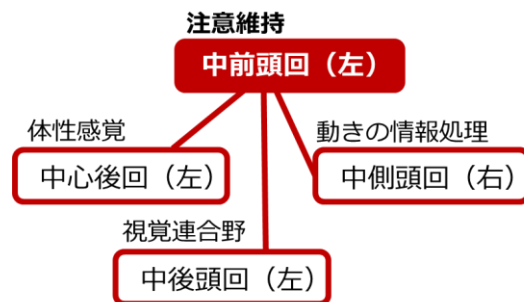 注意維持
中前頭回（左）
体性感覚
中心後回（左）
動きの情報処理
中側頭回（右）
視覚連合野
中後頭回（左）